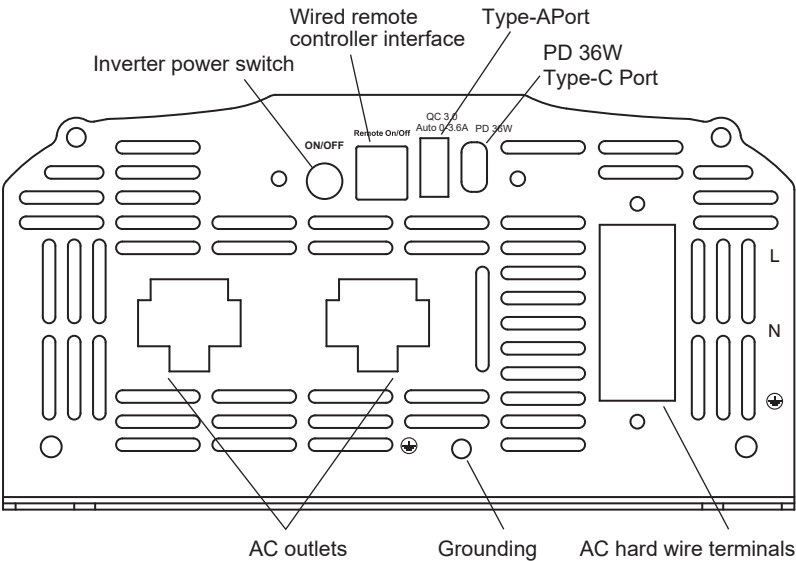 Wired remote
controller interface
Type-APort
PD 36W
Type-C Port
Inverter power switch
QC 3.0
Auto 0-3.6A
PD 36W
Remote On/Off
ON/OFF
L
N
AC outlets
Grounding
AC hard wire terminals